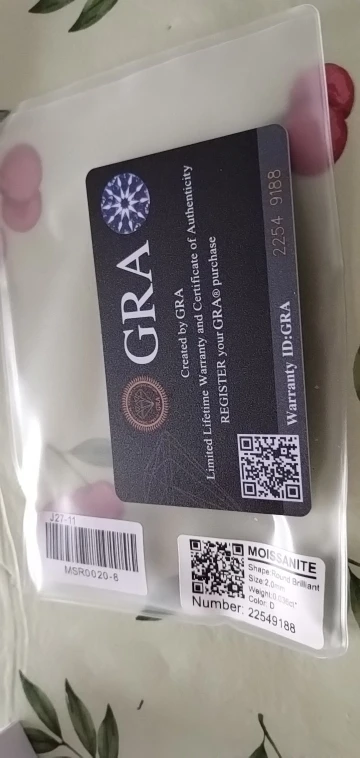 GRA
Created by GRA
Limited Lifetime Warranty and Certificate of Authenticity
REGISTER your GRA® purchase
Warranty ID:GRA
2254 9188
J27-11
MSR0020-8
MOISSANITE
Shape:Round Brilliant
Size:2.0mm
Color: D
Number: 22549188